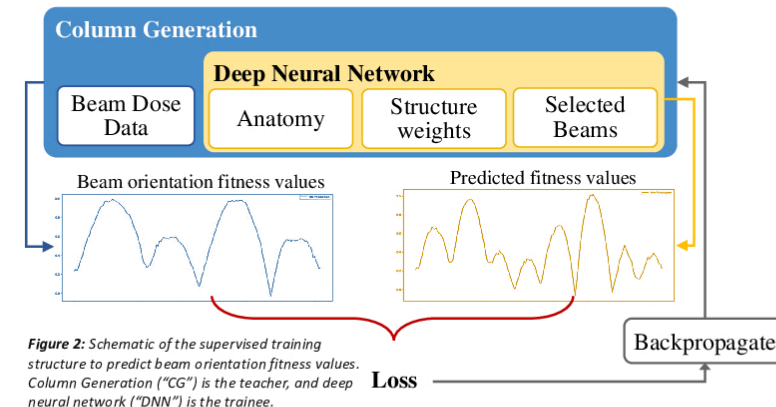 Column Generation
Deep Neural Network
Beam Dose
Data
Anatomy
Structure
weights
Selected
Beams
Beam orientation fitness values
Predicted fitness values
Figure 2: Schematic of the supervised training
structure to predict beam orientation fitness values.
Column Generation (“CG”) is the teacher, and deep
neural network (“DNN”) is the trainee.
Loss
Backpropagate